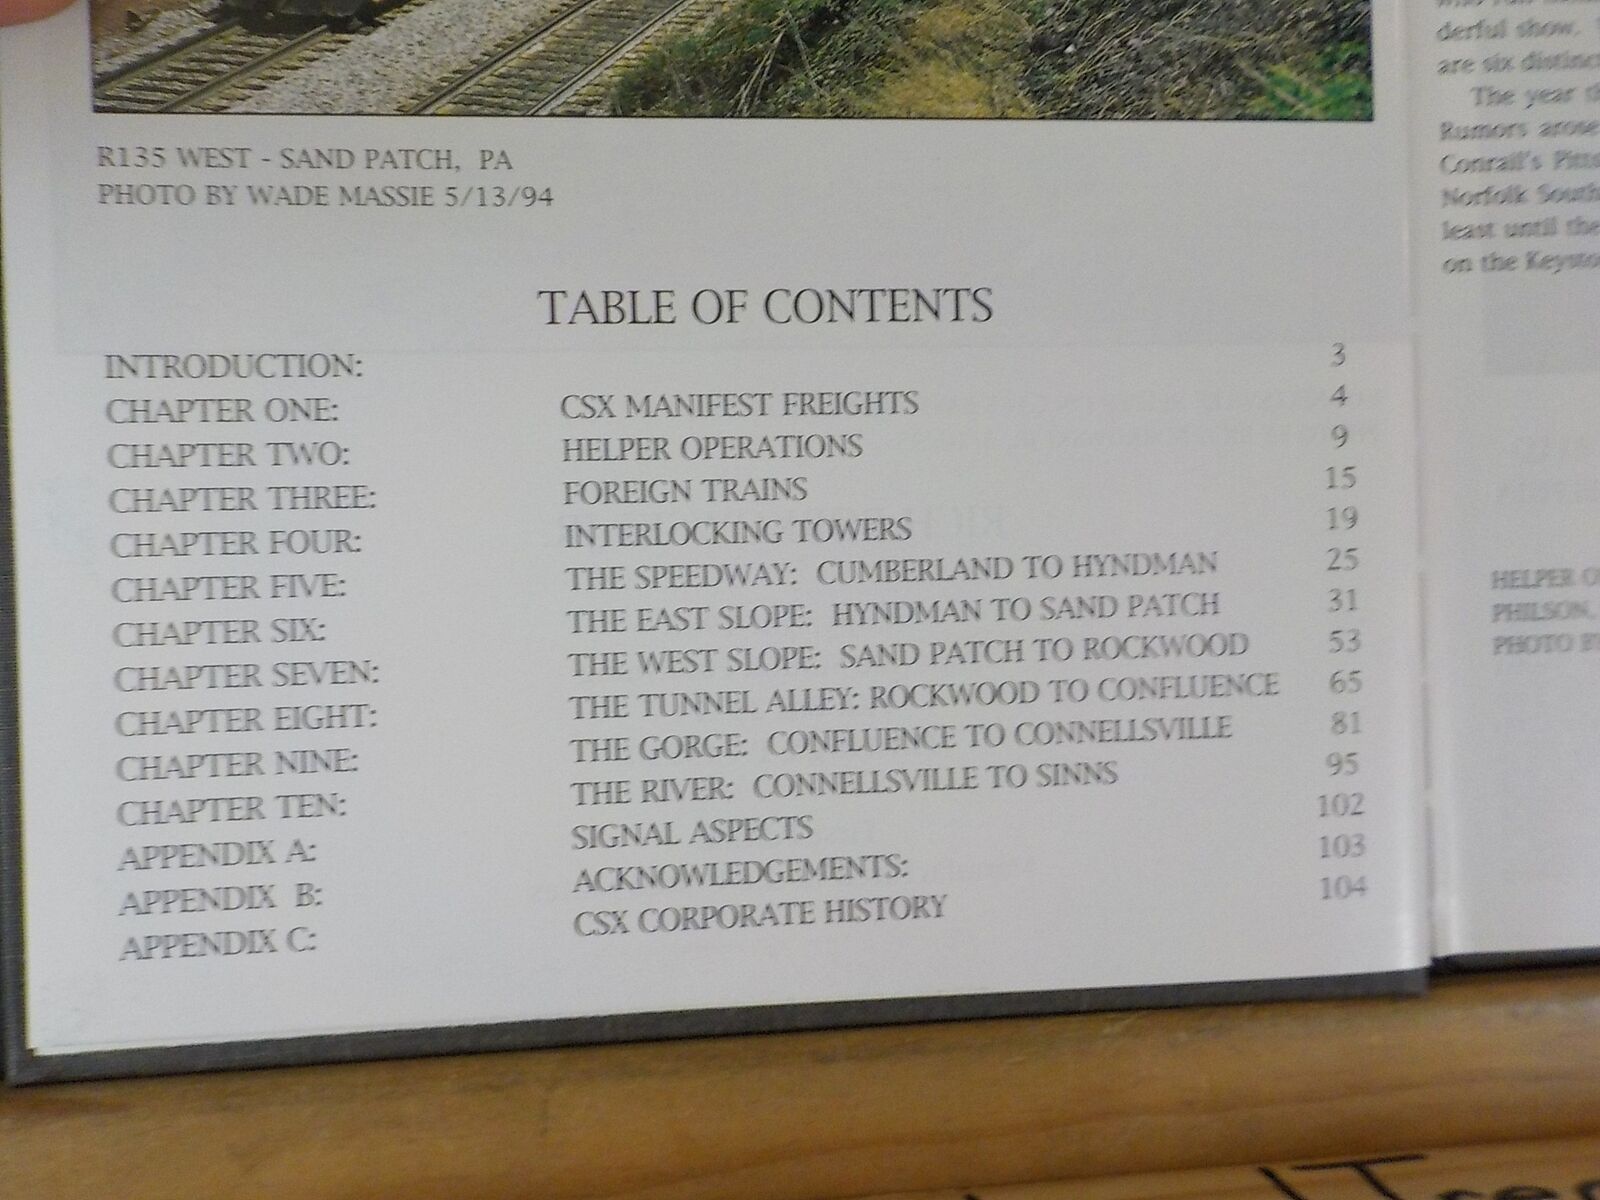 R135 WEST - SAND PATCH, PA
PHOTO BY WADE MASSIE 5/13/94
TABLE OF CONTENTS
INTRODUCTION: 3
CHAPTER ONE: CSX MANIFEST FREIGHTS 4
CHAPTER TWO: HELPER OPERATIONS 9
CHAPTER THREE: FOREIGN TRAINS 15
CHAPTER FOUR: INTERLOCKING TOWERS 19
CHAPTER FIVE: THE SPEEDWAY: CUMBERLAND TO HYNDMAN 25
CHAPTER SIX: THE EAST SLOPE: HYNDMAN TO SAND PATCH 31
CHAPTER SEVEN: THE WEST SLOPE: SAND PATCH TO ROCKWOOD 53
CHAPTER EIGHT: THE TUNNEL ALLEY: ROCKWOOD TO CONFLUENCE 65
CHAPTER NINE: THE GORGE: CONFLUENCE TO CONNELLSVILLE 81
CHAPTER TEN: THE RIVER: CONNELLSVILLE TO SINNS 95
APPENDIX A: SIGNAL ASPECTS 102
APPENDIX B: ACKNOWLEDGEMENTS: 103
APPENDIX C: CSX CORPORATE HISTORY 104
derful show.
are six distinct
The year
Rumors arose
Conrail's
Norfolk
least until the
on the
HELPER
PHILSON,
PHOTO